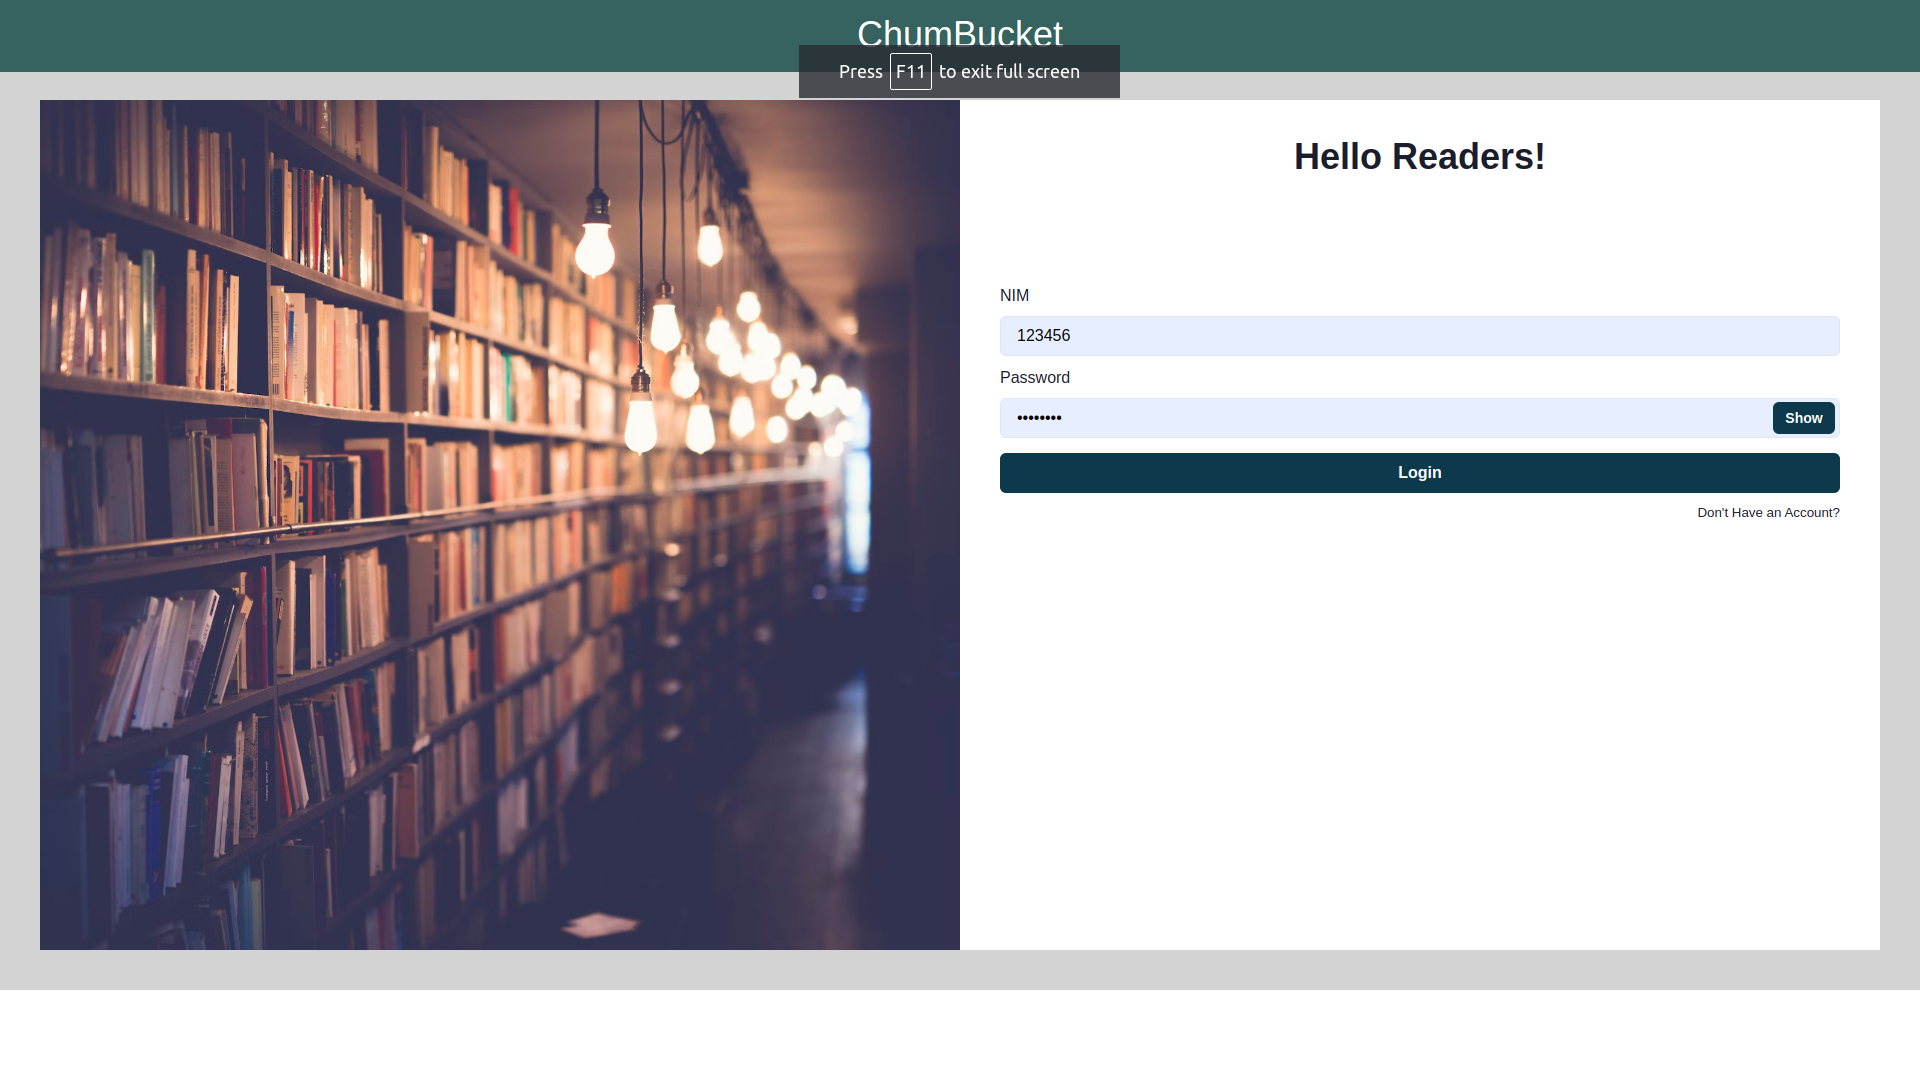 ChumBucket
Press F11 to exit full screen
Hello Readers!
NIM
123456
Password
••••••••
Show
Login
Don't Have an Account?